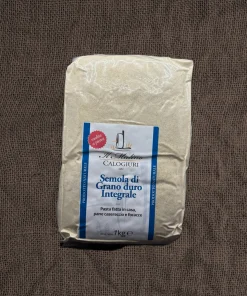 Il Mulino
CALOGIURI
Semola di
Grano duro
Integrale
Pasta fatta in casa,
pane casereccio e focacce
1kg e